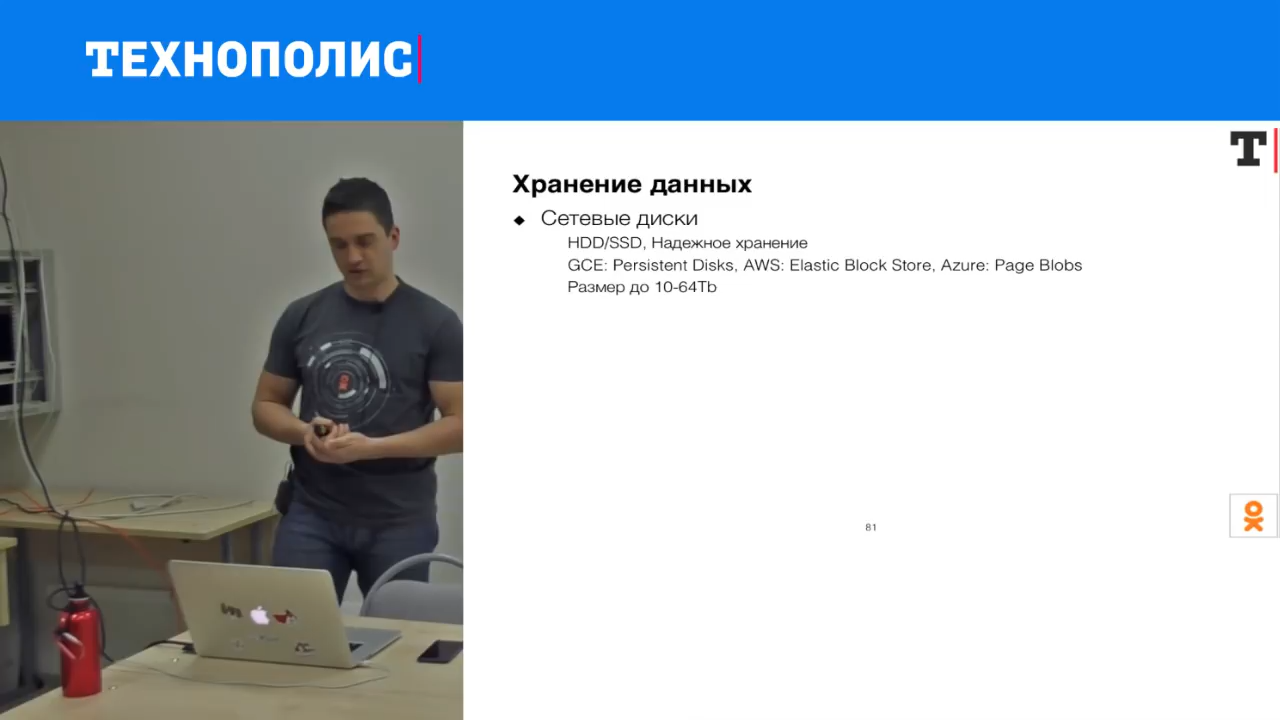 ТЕХНОПОЛИС
T
Хранение данных
Сетевые диски
HDD/SSD, Надежное хранение
GCE: Persistent Disks, AWS: Elastic Block Store, Azure: Page Blobs
Размер до 10-64Tb
81